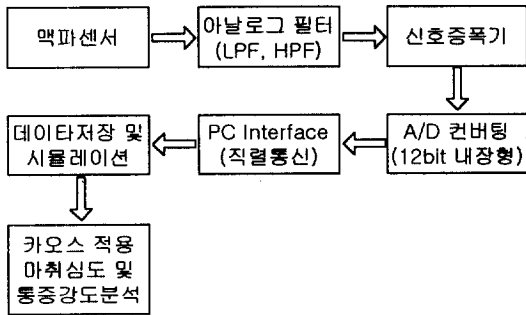 맥파센서
아날로그 필터
(LPF, HPF)
신호증폭기
A/D 컨버팅
(12bit 내장형)
PC Interface
(직렬통신)
데이타저장 및
시뮬레이션
카오스 적용
마취심도 및
통증강도분석